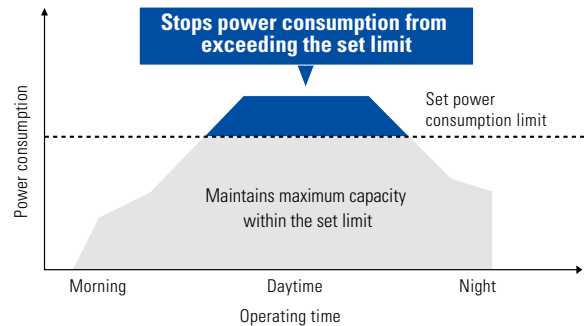 Stops power consumption from
exceeding the set limit
Set power
consumption limit
Power consumption
Maintains maximum capacity
within the set limit
Morning
Daytime
Night
Operating time